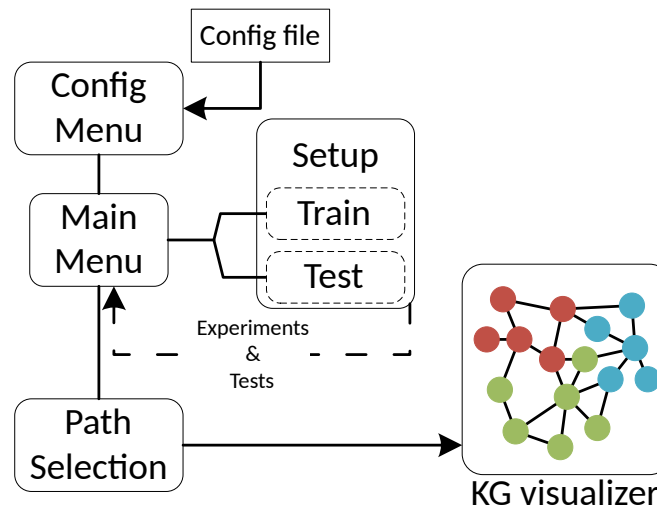 Config file
Config
Menu
Setup
Main
Menu
Train
Test
Experiments
&
Tests
Path
Selection
KG visualizer